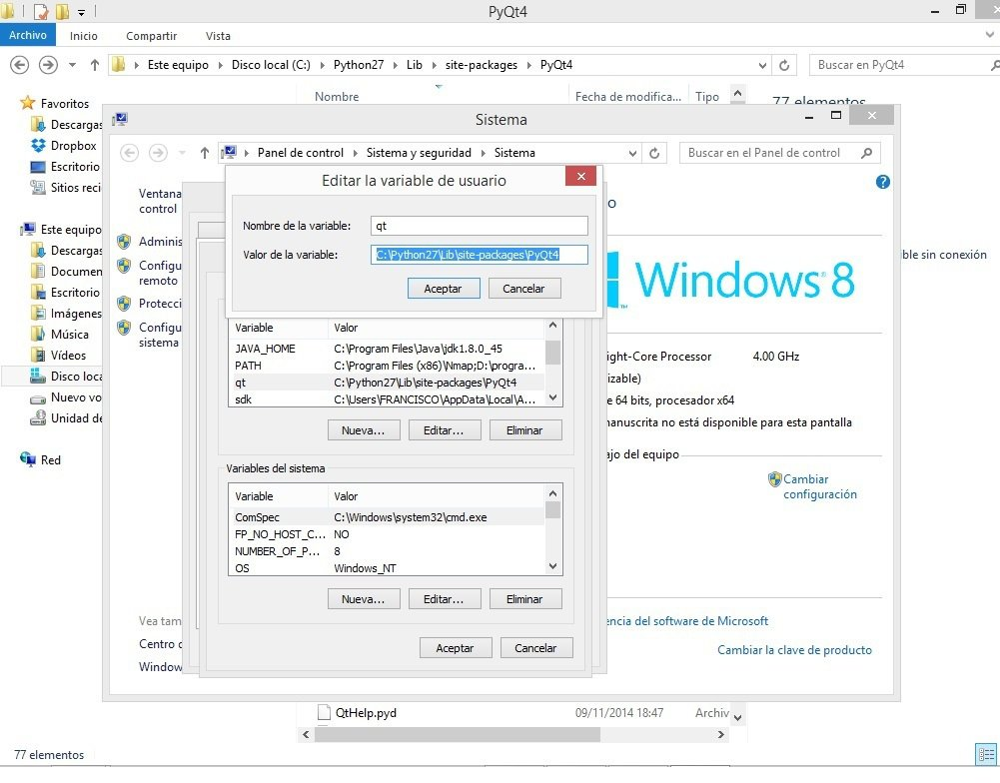 PyQt4
Archivo Inicio Compartir Vista
Este equipo Disco local (C:) Python27 Lib site-packages PyQt4 Buscar en PyQt4
Nombre Fecha de modifica... Tipo
77 elementos
Favoritos
Descargas
Dropbox
Escritorio
Sitios reci
Este equipo
Descargas
Documen
Escritorio
Imágenes
Música
Vídeos
Disco loca
Nuevo vo
Unidad de
Red
Sistema
Panel de control Sistema y seguridad Sistema Buscar en el Panel de control
Ventana
control
Adminis
Configu
remoto
Protecci
Configu
sistema
Vea tam
Centro d
Window
Editar la variable de usuario
Nombre de la variable: qt
Valor de la variable: C:\Python27\Lib\site-packages\PyQt4
Aceptar Cancelar
Variable Valor
JAVA_HOME C:\Program Files\Java\jdk1.8.0_45
PATH C:\Program Files (x86)\Nmap;D:\progra...
qt C:\Python27\Lib\site-packages\PyQt4
sdk C:\Users\FRANCISCO\AppData\Local\A...
Nueva... Editar... Eliminar
Variables del sistema
Variable Valor
ComSpec C:\Windows\system32\cmd.exe
FP_NO_HOST_C... NO
NUMBER_OF_P... 8
OS Windows_NT
Nueva... Editar... Eliminar
Aceptar Cancelar
o
Windows 8
ble sin conexión
ight-Core Processor 4.00 GHz
izable)
e 64 bits, procesador x64
nanuscrita no está disponible para esta pantalla
ajo del equipo
Cambiar
configuración
encia del software de Microsoft
Cambiar la clave de producto
QtHelp.pyd 09/11/2014 18:47 Archiv
77 elementos